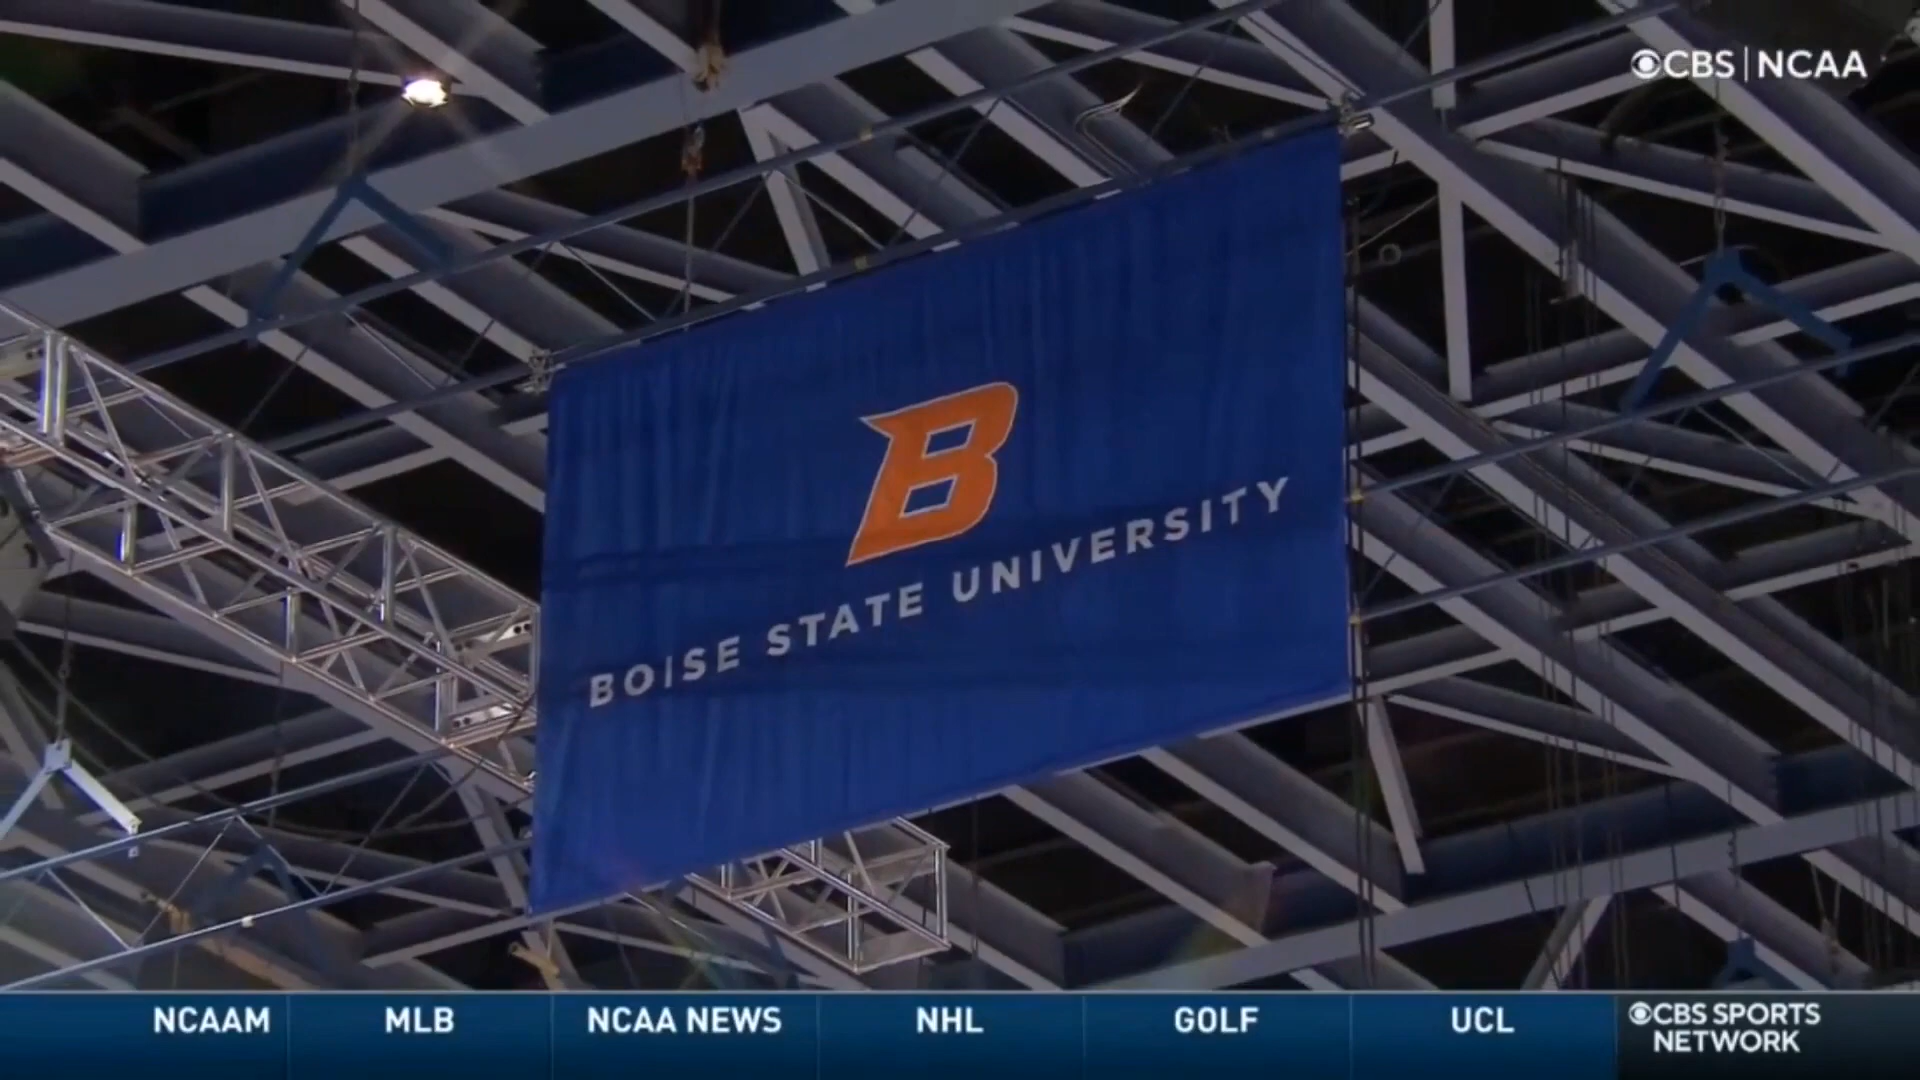 CBS | NCAA
B
BOISE STATE UNIVERSITY
NCAAM
MLB
NCAA NEWS
NHL
GOLF
UCL
CBS SPORTS
NETWORK